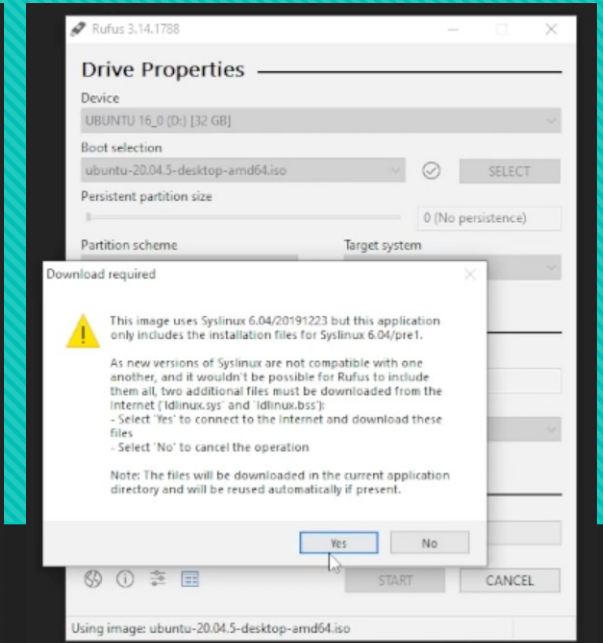 Rufus 3.14.1788
Drive Properties
Device
UBUNTU 16_0 (D:) [32 GB]
Boot selection
ubuntu-20.04.5-desktop-amd64.iso
SELECT
Persistent partition size
0 (No persistence)
Partition scheme
Target system
Download required
This image uses Syslinux 6.04/20191223 but this application
only includes the installation files for Syslinux 6.04/pre1.
As new versions of Syslinux are not compatible with one
another, and it wouldn't be possible for Rufus to include
them all, two additional files must be downloaded from the
Internet ('ldlinux.sys' and 'ldlinux.bss'):
- Select 'Yes' to connect to the Internet and download these
files
- Select 'No' to cancel the operation
Note: The files will be downloaded in the current application
directory and will be reused automatically if present.
Yes
No
START
CANCEL
Using image: ubuntu-20.04.5-desktop-amd64.iso